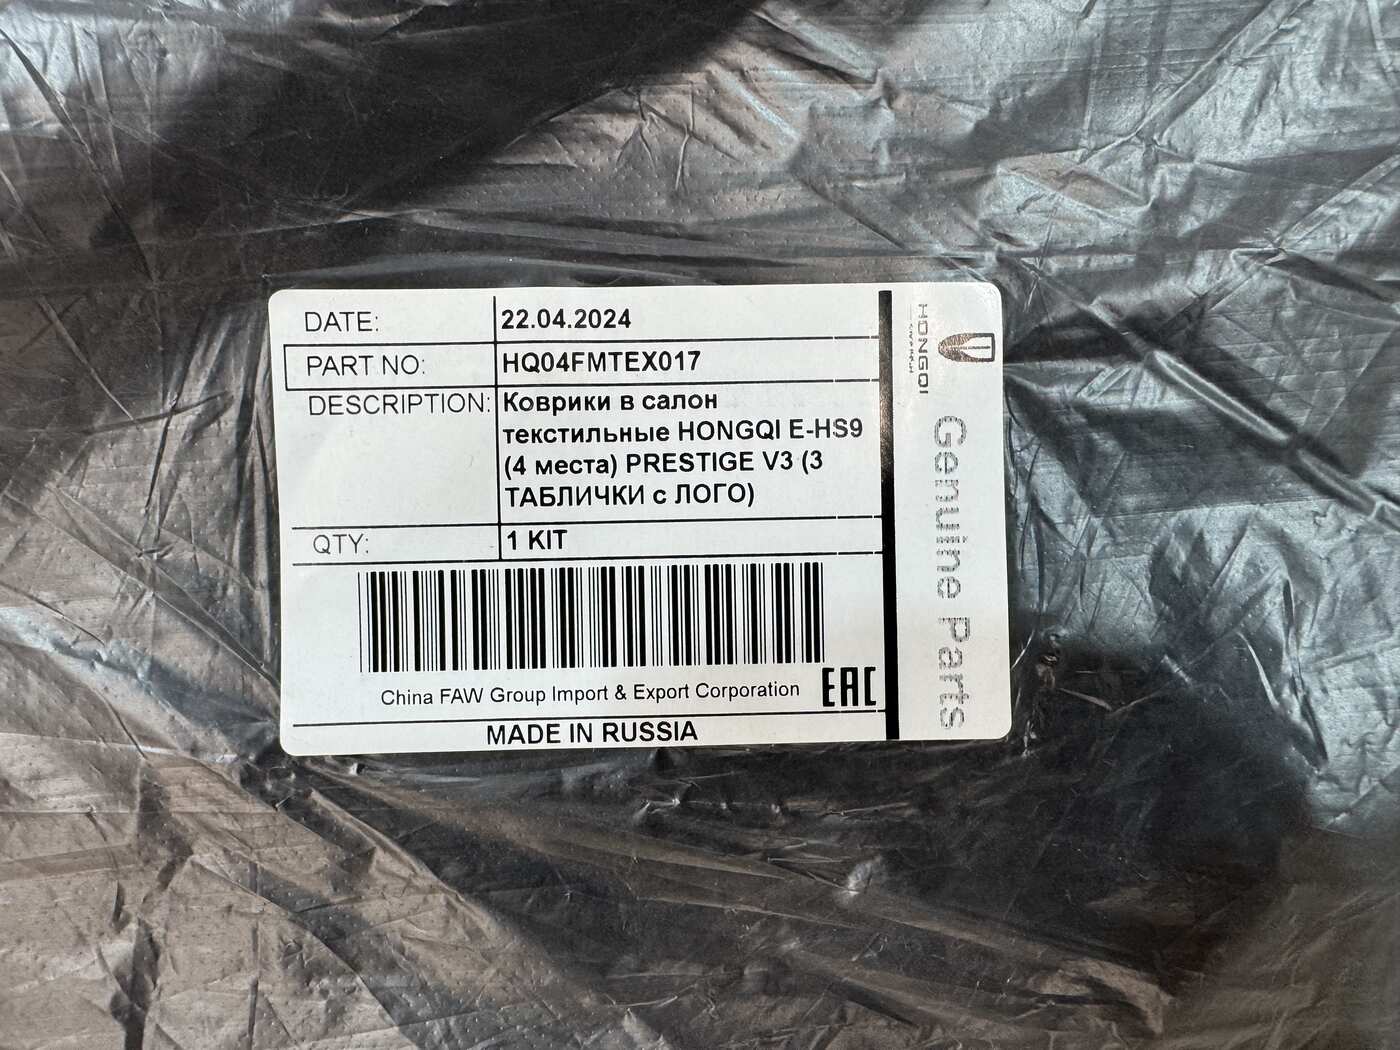 DATE: 22.04.2024
PART NO: HQ04FMTEX017
DESCRIPTION: Коврики в салон
текстильные HONGQI E-HS9
(4 места) PRESTIGE V3 (3
ТАБЛИЧКИ с ЛОГО)
QTY: 1 KIT
China FAW Group Import & Export Corporation
EAC
MADE IN RUSSIA
HONGQI
Genuine Parts